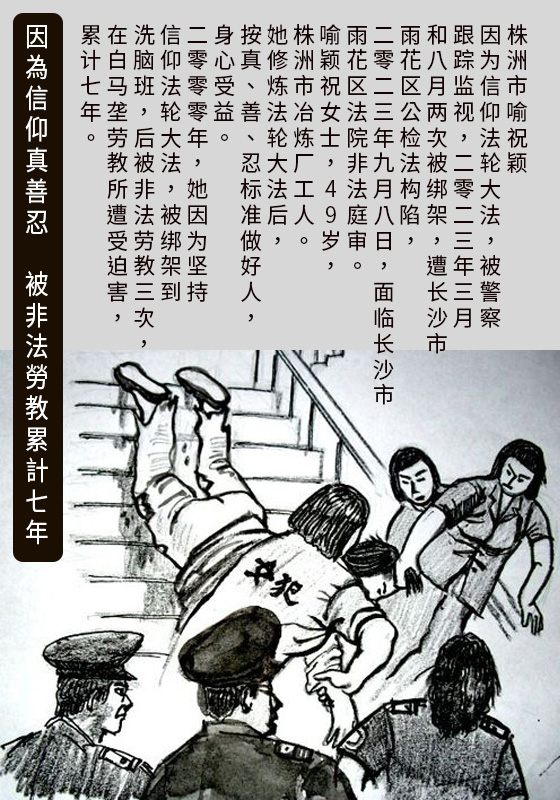 株洲市喻祝颖
因为信仰法轮大法，被警察
跟踪监视，二零二三年三月
和八月两次被绑架，遭长沙市
雨花区公检法构陷，
二零二三年九月八日，面临长沙市
雨花区法院非法庭审。
喻颖祝女士，49岁，
株洲市冶炼厂工人。
她修炼法轮大法后，
按真、善、忍标准做好人，
身心受益。
二零零零年，她因为坚持
信仰法轮大法，被绑架到
洗脑班，后被非法劳教三次，
在白马垄劳教所遭受迫害，
累计七年。
因為信仰真善忍 被非法勞教累計七年
女犯